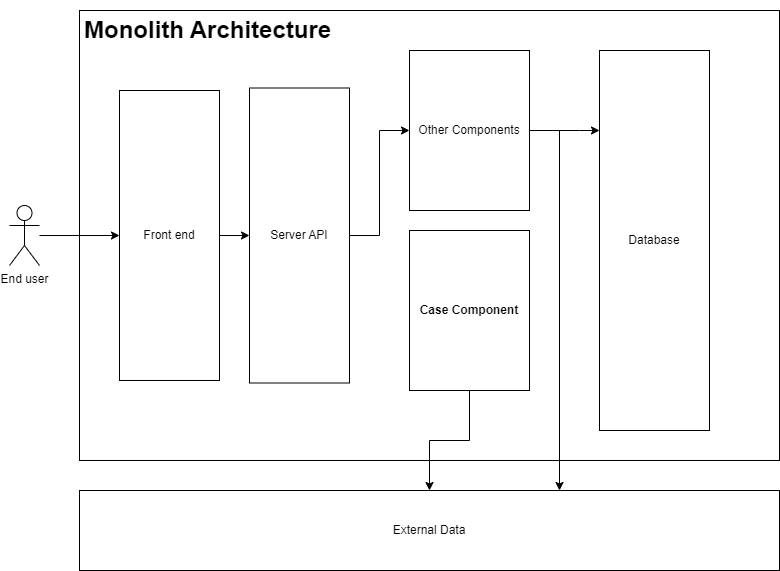 Monolith Architecture
Other Components
Front end
Server API
Database
End user
Case Component
External Data